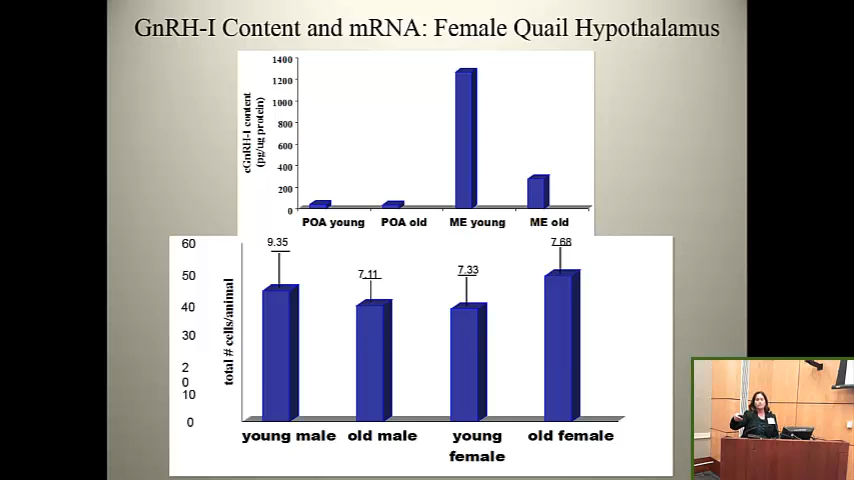 GnRH-I Content and mRNA: Female Quail Hypothalamus
1400
1200
1000
800
600
400
200
0
cGnRH-I content
(pg/ug protein)
POA young
POA old
ME young
ME old
60
50
40
30
2
0
10
0
total # cells/animal
9.35
7.11
7.33
7.68
young male
old male
young
female
old female